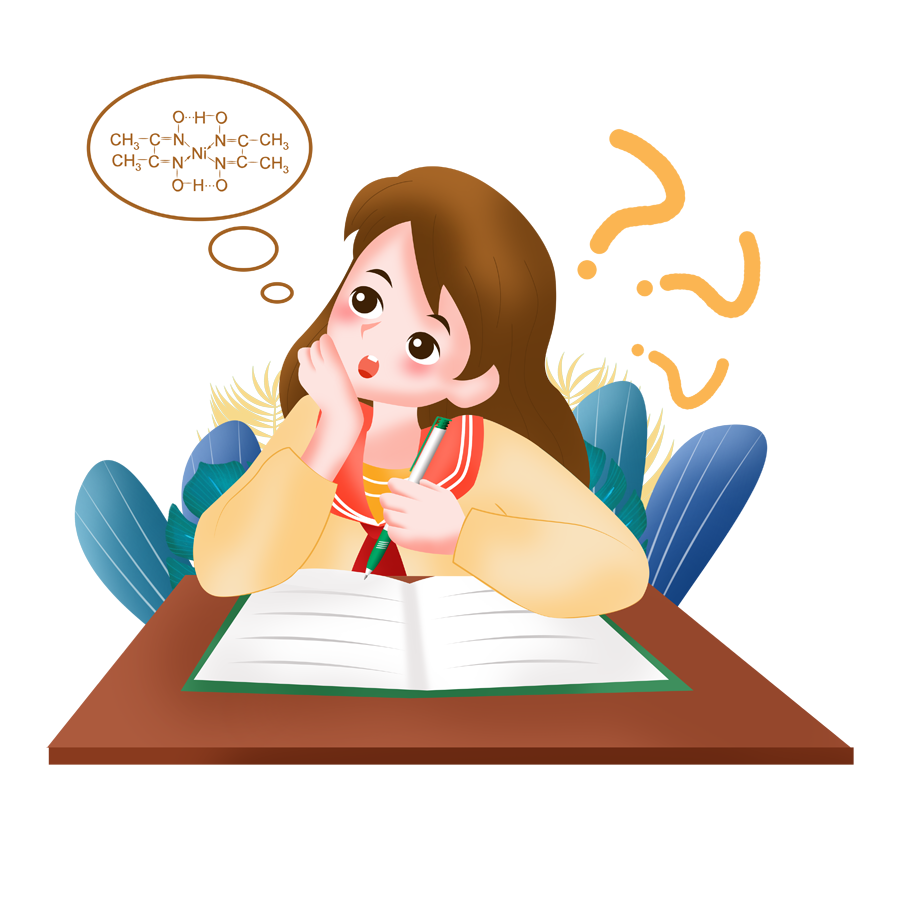 O···H–O
CH₃–C=N N=C–CH₃
Ni
CH₃–C=N N=C–CH₃
O–H···O